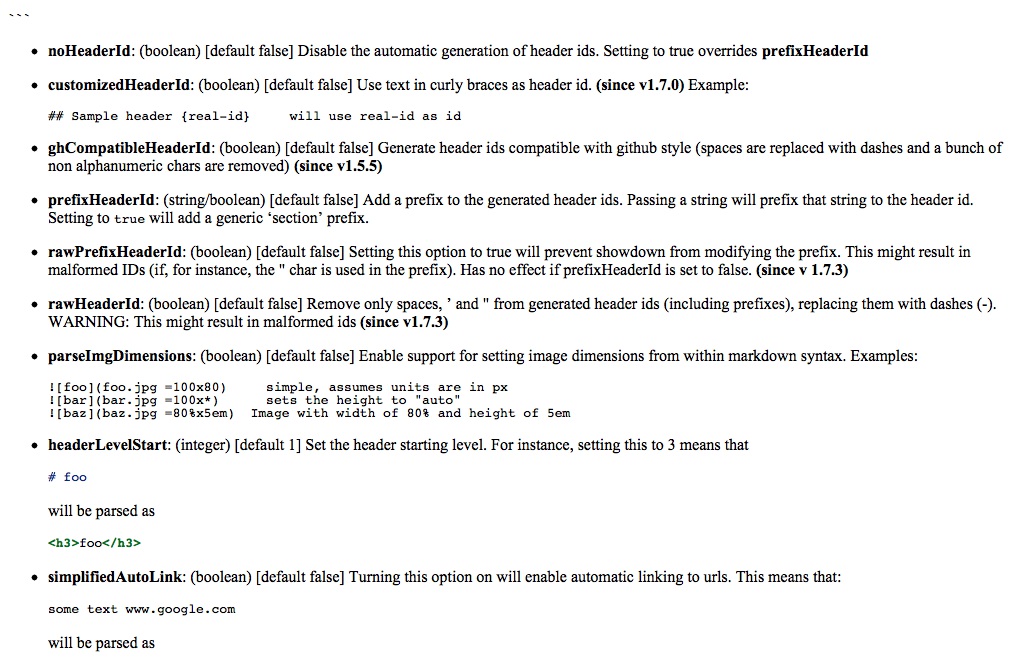 ```
• noHeaderId: (boolean) [default false] Disable the automatic generation of header ids. Setting to true overrides prefixHeaderId
• customizedHeaderId: (boolean) [default false] Use text in curly braces as header id. (since v1.7.0) Example:
## Sample header {real-id}     will use real-id as id
• ghCompatibleHeaderId: (boolean) [default false] Generate header ids compatible with github style (spaces are replaced with dashes and a bunch of
non alphanumeric chars are removed) (since v1.5.5)
• prefixHeaderId: (string/boolean) [default false] Add a prefix to the generated header ids. Passing a string will prefix that string to the header id.
Setting to true will add a generic ‘section’ prefix.
• rawPrefixHeaderId: (boolean) [default false] Setting this option to true will prevent showdown from modifying the prefix. This might result in
malformed IDs (if, for instance, the " char is used in the prefix). Has no effect if prefixHeaderId is set to false. (since v 1.7.3)
• rawHeaderId: (boolean) [default false] Remove only spaces, ’ and " from generated header ids (including prefixes), replacing them with dashes (-).
WARNING: This might result in malformed ids (since v1.7.3)
• parseImgDimensions: (boolean) [default false] Enable support for setting image dimensions from within markdown syntax. Examples:
![foo](foo.jpg =100x80)     simple, assumes units are in px
![bar](bar.jpg =100x*)      sets the height to "auto"
![baz](baz.jpg =80%x5em)  Image with width of 80% and height of 5em
• headerLevelStart: (integer) [default 1] Set the header starting level. For instance, setting this to 3 means that
# foo
will be parsed as
<h3>foo</h3>
• simplifiedAutoLink: (boolean) [default false] Turning this option on will enable automatic linking to urls. This means that:
some text www.google.com
will be parsed as